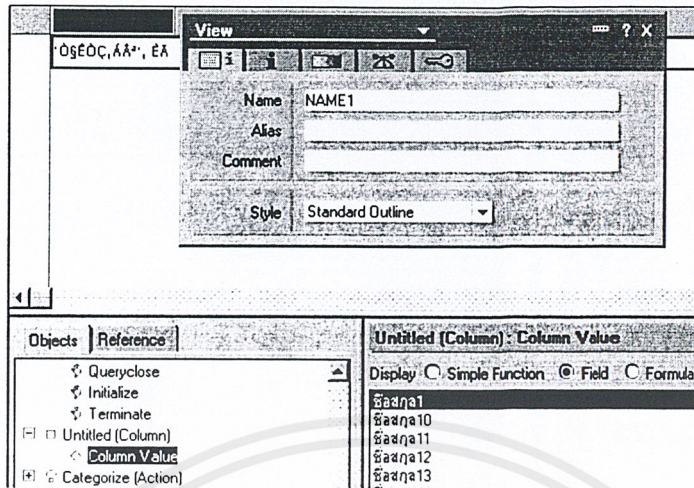 View
? X
i
Name NAME1
Alias
Comment
Style Standard Outline
Objects Reference
Queryclose
Initialize
Terminate
Untitled (Column)
Column Value
Categorize (Action)
Untitled (Column) : Column Value
Display Simple Function Field Formula
ชื่อสกุล1
ชื่อสกุล10
ชื่อสกุล11
ชื่อสกุล12
ชื่อสกุล13